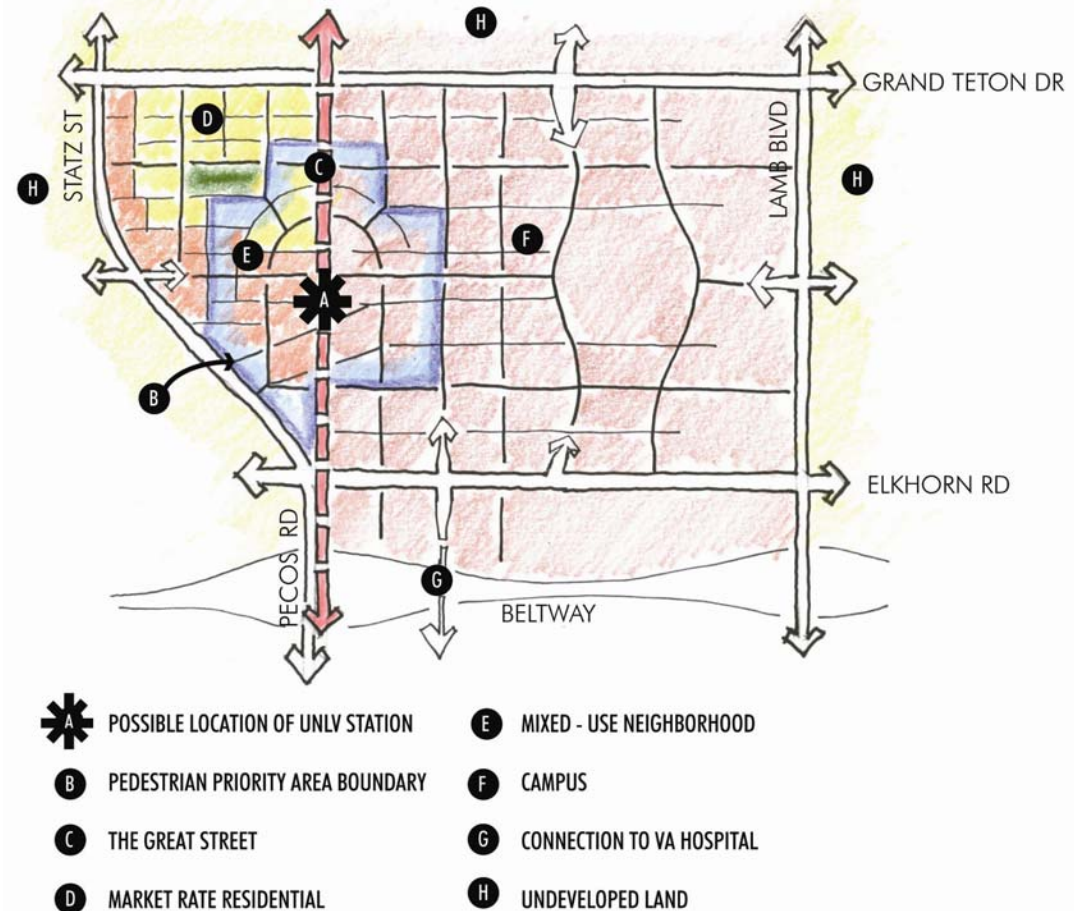 H
GRAND TETON DR
STATZ ST
D
LAMB BLVD
C
H
H
E
F
A
B
ELKHORN RD
PECOS RD
G
BELTWAY
A POSSIBLE LOCATION OF UNLV STATION
B PEDESTRIAN PRIORITY AREA BOUNDARY
C THE GREAT STREET
D MARKET RATE RESIDENTIAL
E MIXED - USE NEIGHBORHOOD
F CAMPUS
G CONNECTION TO VA HOSPITAL
H UNDEVELOPED LAND